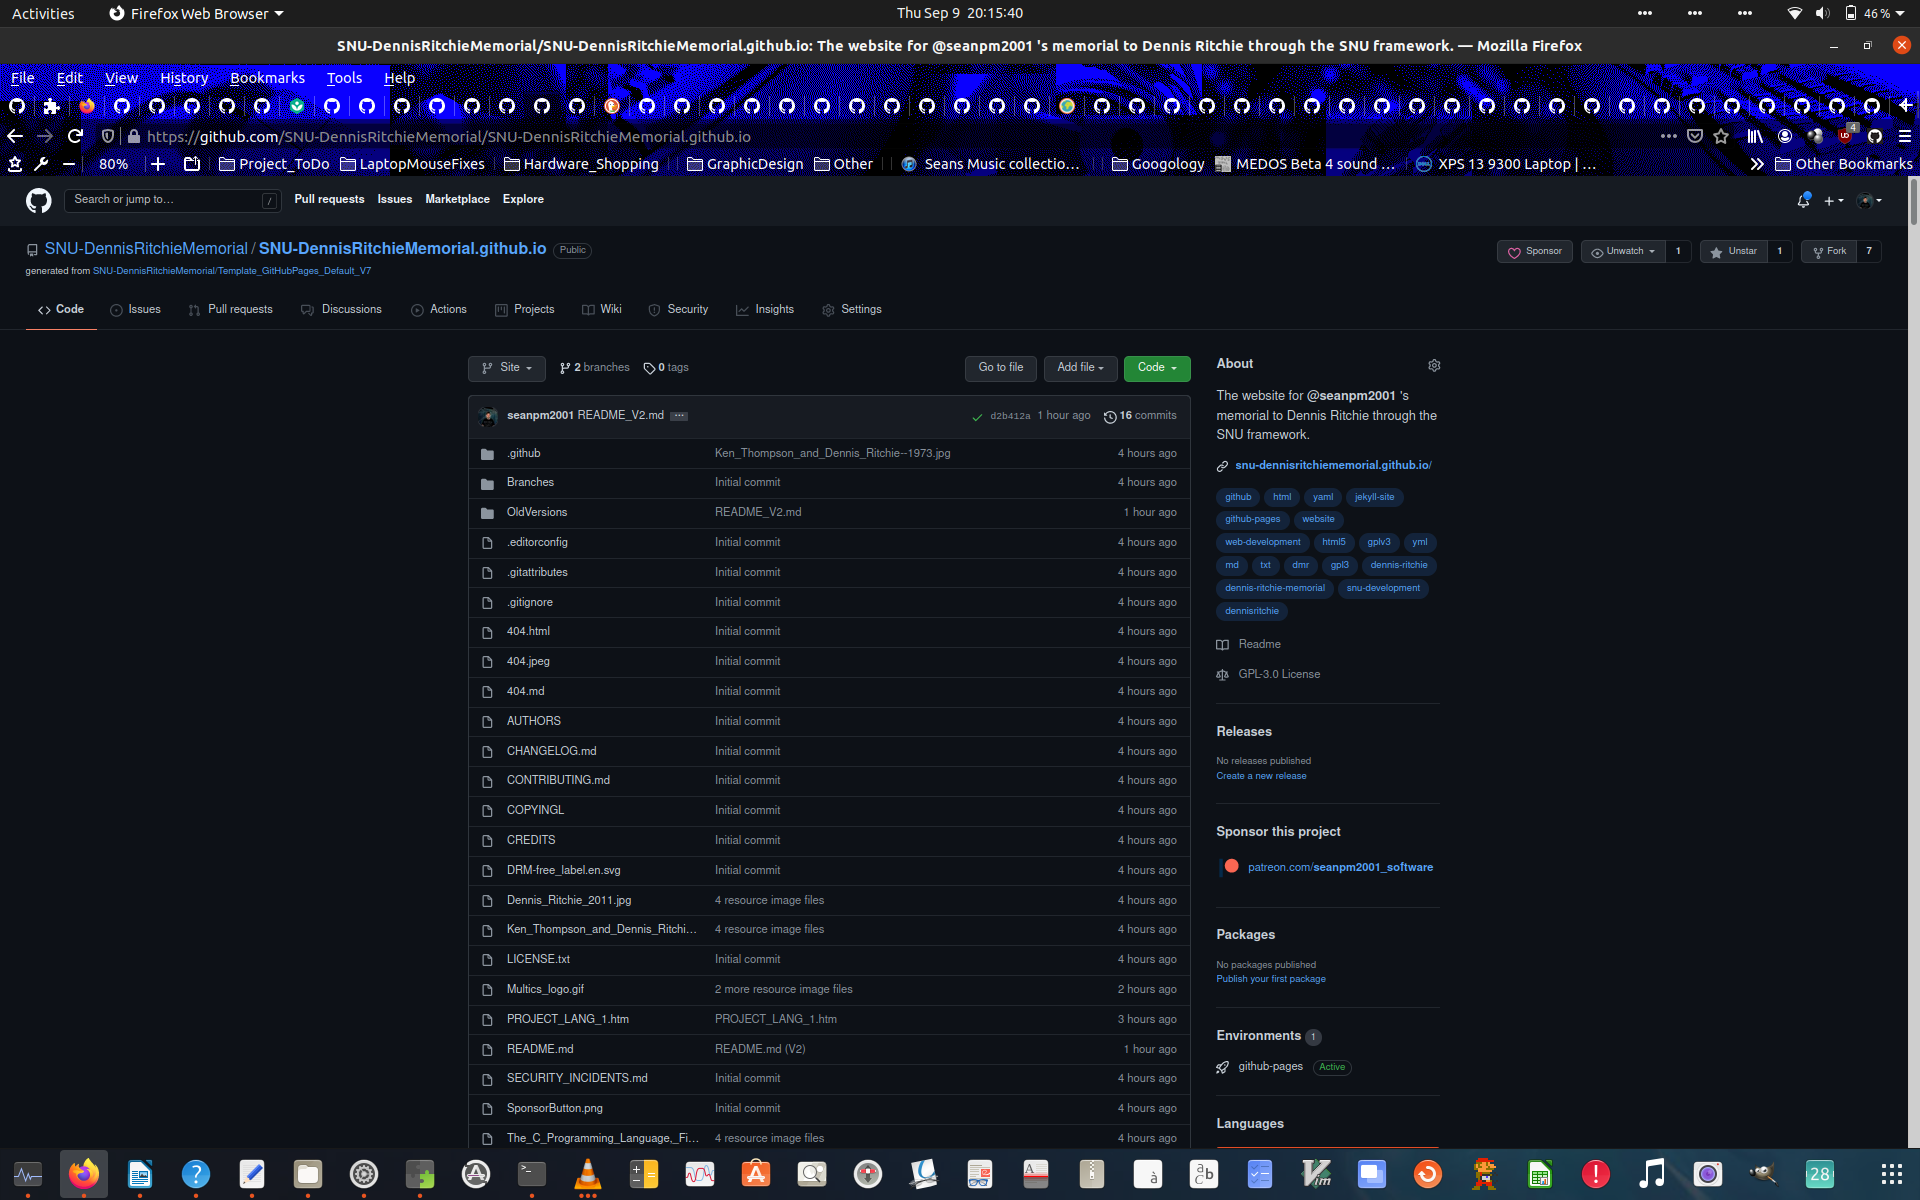 Activities Firefox Web Browser Thu Sep 9 20:15:40 46 %
SNU-DennisRitchieMemorial/SNU-DennisRitchieMemorial.github.io: The website for @seanpm2001 's memorial to Dennis Ritchie through the SNU framework. — Mozilla Firefox
File Edit View History Bookmarks Tools Help
https://github.com/SNU-DennisRitchieMemorial/SNU-DennisRitchieMemorial.github.io 4
80% Project_ToDo LaptopMouseFixes Hardware_Shopping GraphicDesign Other Seans Music collectio… Googology MEDOS Beta 4 sound … XPS 13 9300 Laptop | … Other Bookmarks
Search or jump to… / Pull requests Issues Marketplace Explore
SNU-DennisRitchieMemorial / SNU-DennisRitchieMemorial.github.io Public Sponsor Unwatch 1 Unstar 1 Fork 7
generated from SNU-DennisRitchieMemorial/Template_GitHubPages_Default_V7
Code Issues Pull requests Discussions Actions Projects Wiki Security Insights Settings
Site 2 branches 0 tags Go to file Add file Code
seanpm2001 README_V2.md ... d2b412a 1 hour ago 16 commits
.github Ken_Thompson_and_Dennis_Ritchie--1973.jpg 4 hours ago
Branches Initial commit 4 hours ago
OldVersions README_V2.md 1 hour ago
.editorconfig Initial commit 4 hours ago
.gitattributes Initial commit 4 hours ago
.gitignore Initial commit 4 hours ago
404.html Initial commit 4 hours ago
404.jpeg Initial commit 4 hours ago
404.md Initial commit 4 hours ago
AUTHORS Initial commit 4 hours ago
CHANGELOG.md Initial commit 4 hours ago
CONTRIBUTING.md Initial commit 4 hours ago
COPYINGL Initial commit 4 hours ago
CREDITS Initial commit 4 hours ago
DRM-free_label.en.svg Initial commit 4 hours ago
Dennis_Ritchie_2011.jpg 4 resource image files 4 hours ago
Ken_Thompson_and_Dennis_Ritchi… 4 resource image files 4 hours ago
LICENSE.txt Initial commit 4 hours ago
Multics_logo.gif 2 more resource image files 2 hours ago
PROJECT_LANG_1.htm PROJECT_LANG_1.htm 3 hours ago
README.md README.md (V2) 1 hour ago
SECURITY_INCIDENTS.md Initial commit 4 hours ago
SponsorButton.png Initial commit 4 hours ago
The_C_Programming_Language,_Fi… 4 resource image files 4 hours ago
About
The website for @seanpm2001 's
memorial to Dennis Ritchie through the
SNU framework.
snu-dennisritchiememorial.github.io/
github html yaml jekyll-site
github-pages website
web-development html5 gplv3 yml
md txt dmr gpl3 dennis-ritchie
dennis-ritchie-memorial snu-development
dennisritchie
Readme
GPL-3.0 License
Releases
No releases published
Create a new release
Sponsor this project
patreon.com/seanpm2001_software
Packages
No packages published
Publish your first package
Environments 1
github-pages Active
Languages
28